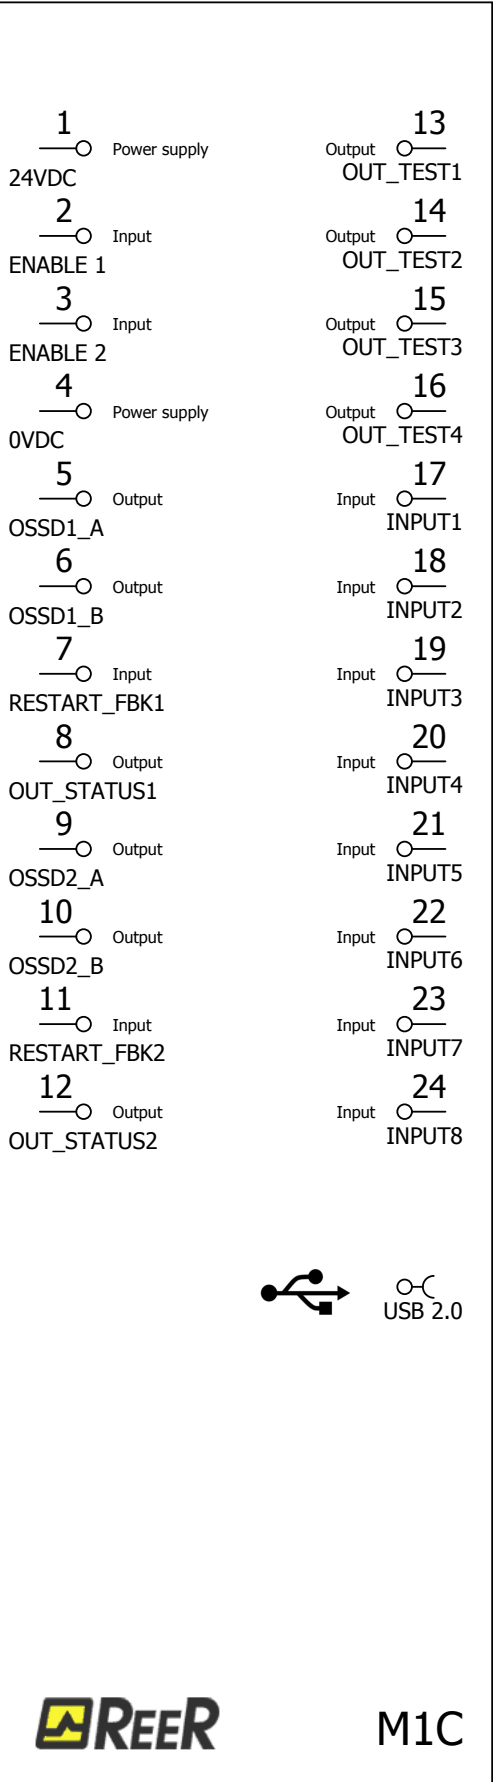 1 13
Power supply Output
24VDC OUT_TEST1
2 14
Input Output
ENABLE 1 OUT_TEST2
3 15
Input Output
ENABLE 2 OUT_TEST3
4 16
Power supply Output
0VDC OUT_TEST4
5 17
Output Input
OSSD1_A INPUT1
6 18
Output Input
OSSD1_B INPUT2
7 19
Input Input
RESTART_FBK1 INPUT3
8 20
Output Input
OUT_STATUS1 INPUT4
9 21
Output Input
OSSD2_A INPUT5
10 22
Output Input
OSSD2_B INPUT6
11 23
Input Input
RESTART_FBK2 INPUT7
12 24
Output Input
OUT_STATUS2 INPUT8
USB 2.0
REER M1C